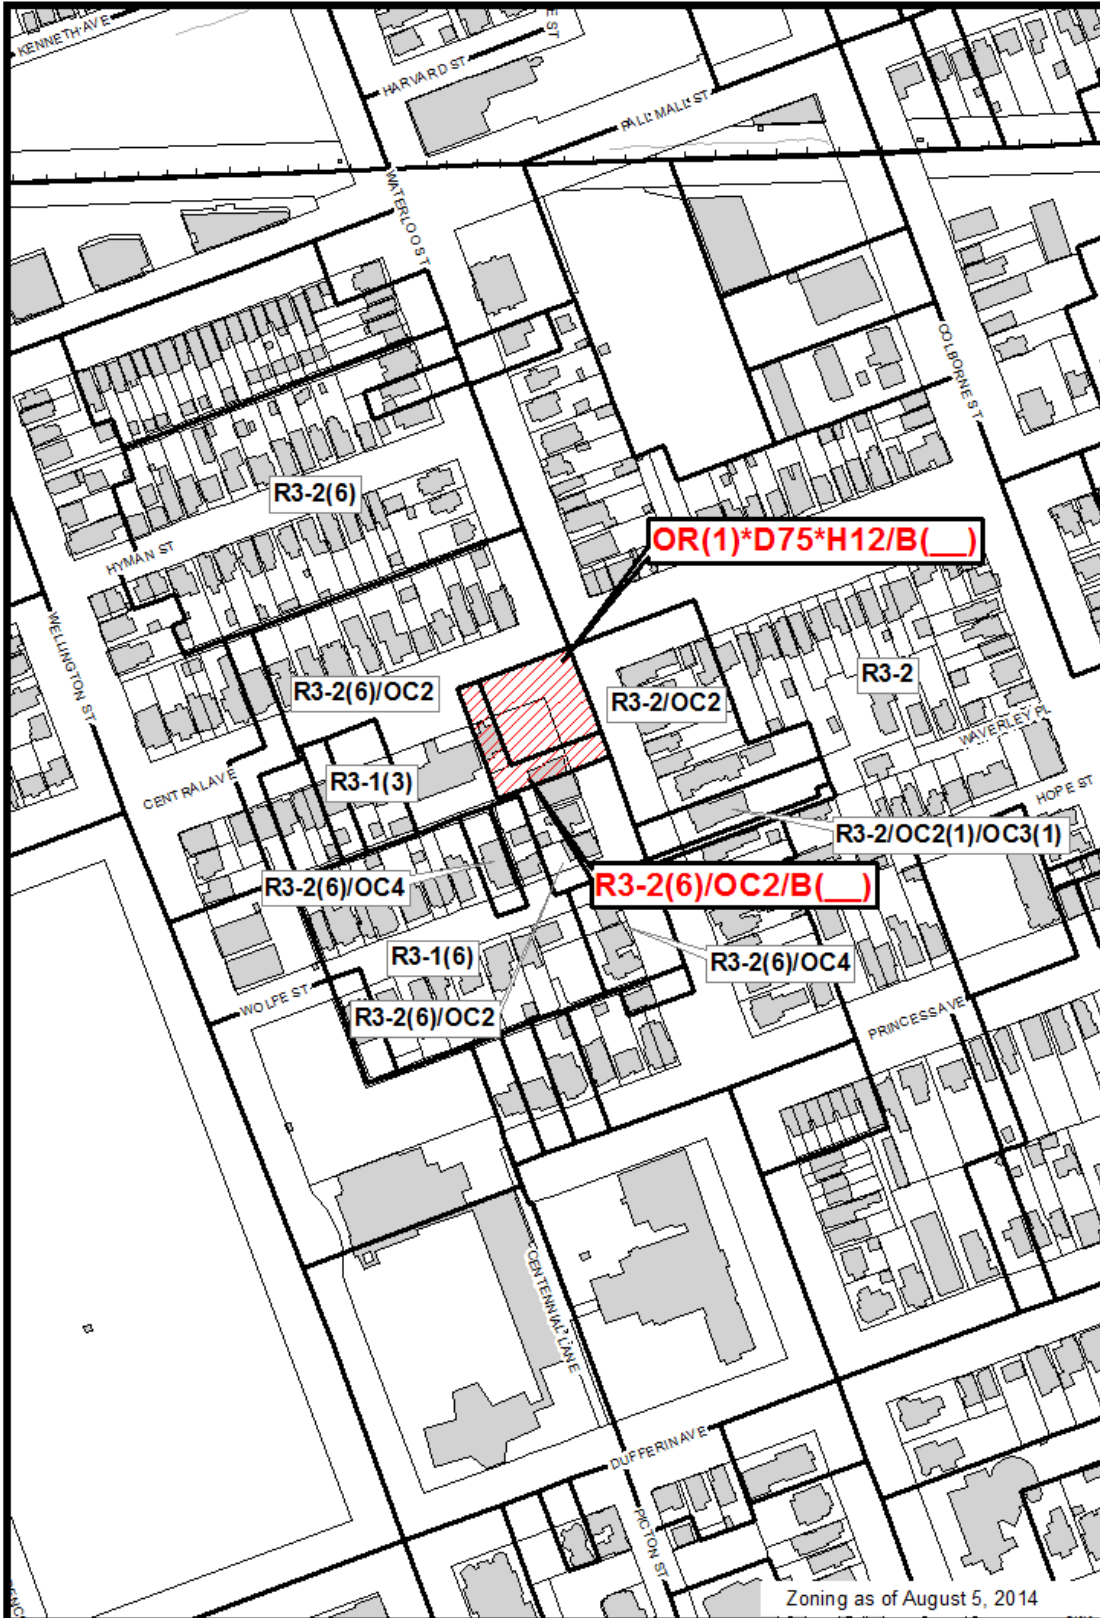 KENNETH AVE
E ST
HARVARD ST
PALL MALL ST
WATERLOO ST
COLBORNE ST
R3-2(6)
OR(1)*D75*H12/B(__)
HYMAN ST
WELLINGTON ST
R3-2(6)/OC2
R3-2/OC2
R3-2
WAVERLEY PL
CENTRAL AVE
R3-1(3)
HOPE ST
R3-2/OC2(1)/OC3(1)
R3-2(6)/OC4
R3-2(6)/OC2/B(__)
R3-1(6)
R3-2(6)/OC4
WOLFE ST
R3-2(6)/OC2
PRINCESS AVE
CENTENNIAL LANE
DUFFERIN AVE
PICTON ST
Zoning as of August 5, 2014